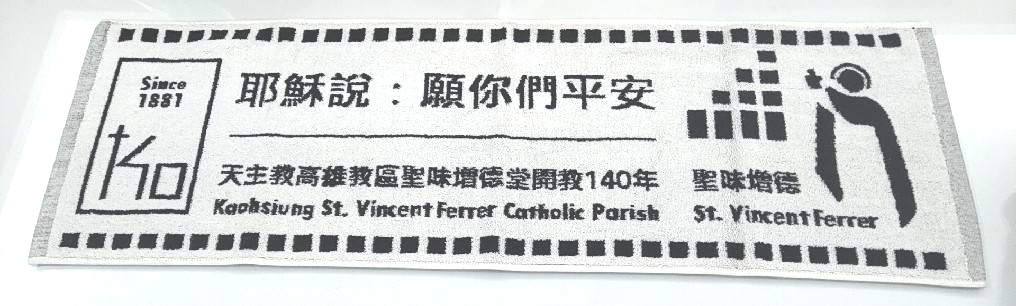 Since
1881
Ko
耶穌說：願你們平安
天主教高雄教區聖味增德堂開教140年
Kaohsiung St. Vincent Ferrer Catholic Parish
聖味增德
St. Vincent Ferrer